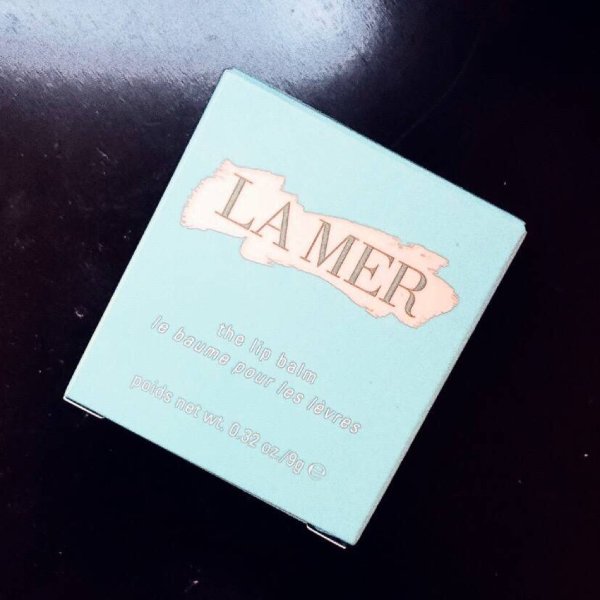 LA MER
the lip balm
le baume pour les lèvres
poids net wt. 0.32 oz./9g ℮